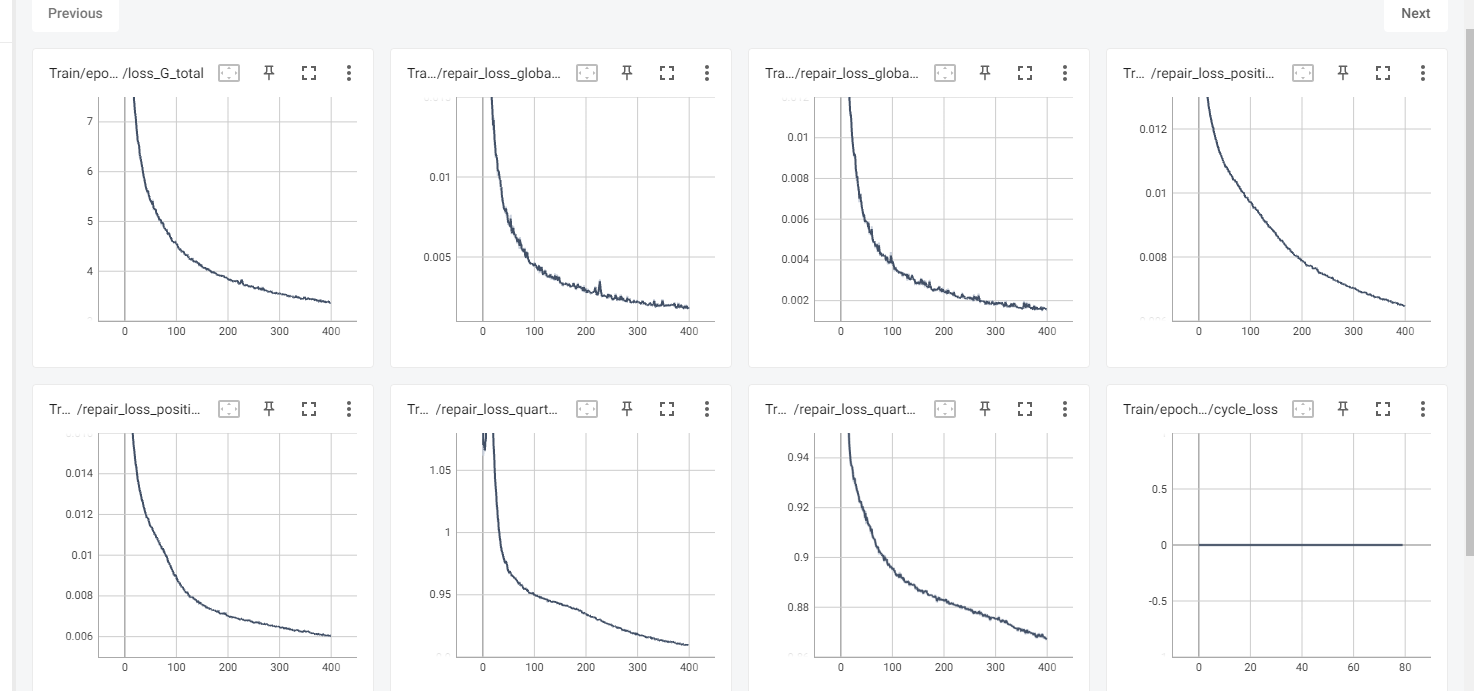 Previous Next
Train/epo... /loss_G_total
7
6
5
4
0 100 200 300 400
Tra.../repair_loss_globa...
0.01
0.005
0 100 200 300 400
Tra.../repair_loss_globa...
0.01
0.008
0.006
0.004
0.002
0 100 200 300 400
Tr... /repair_loss_positi...
0.012
0.01
0.008
0 100 200 300 400
Tr... /repair_loss_positi...
0.014
0.012
0.01
0.008
0.006
0 100 200 300 400
Tr... /repair_loss_quart...
1.05
1
0.95
0 100 200 300 400
Tr... /repair_loss_quart...
0.94
0.92
0.9
0.88
0 100 200 300 400
Train/epoch.../cycle_loss
0.5
0
-0.5
0 20 40 60 80